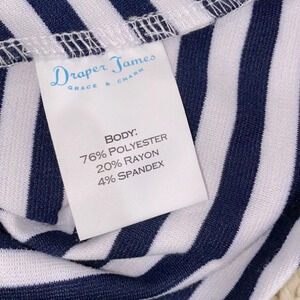 Draper James
GRACE & CHARM
BODY:
76% POLYESTER
20% RAYON
4% SPANDEX